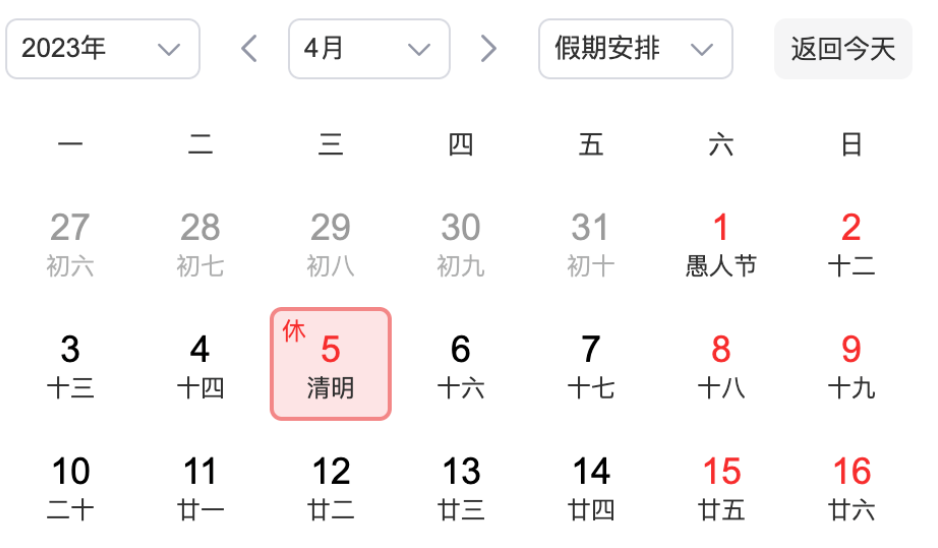 2023年 4月 假期安排 返回今天
一 二 三 四 五 六 日
27 28 29 30 31 1 2
初六 初七 初八 初九 初十 愚人节 十二
休
3 4 5 6 7 8 9
十三 十四 清明 十六 十七 十八 十九
10 11 12 13 14 15 16
二十 廿一 廿二 廿三 廿四 廿五 廿六